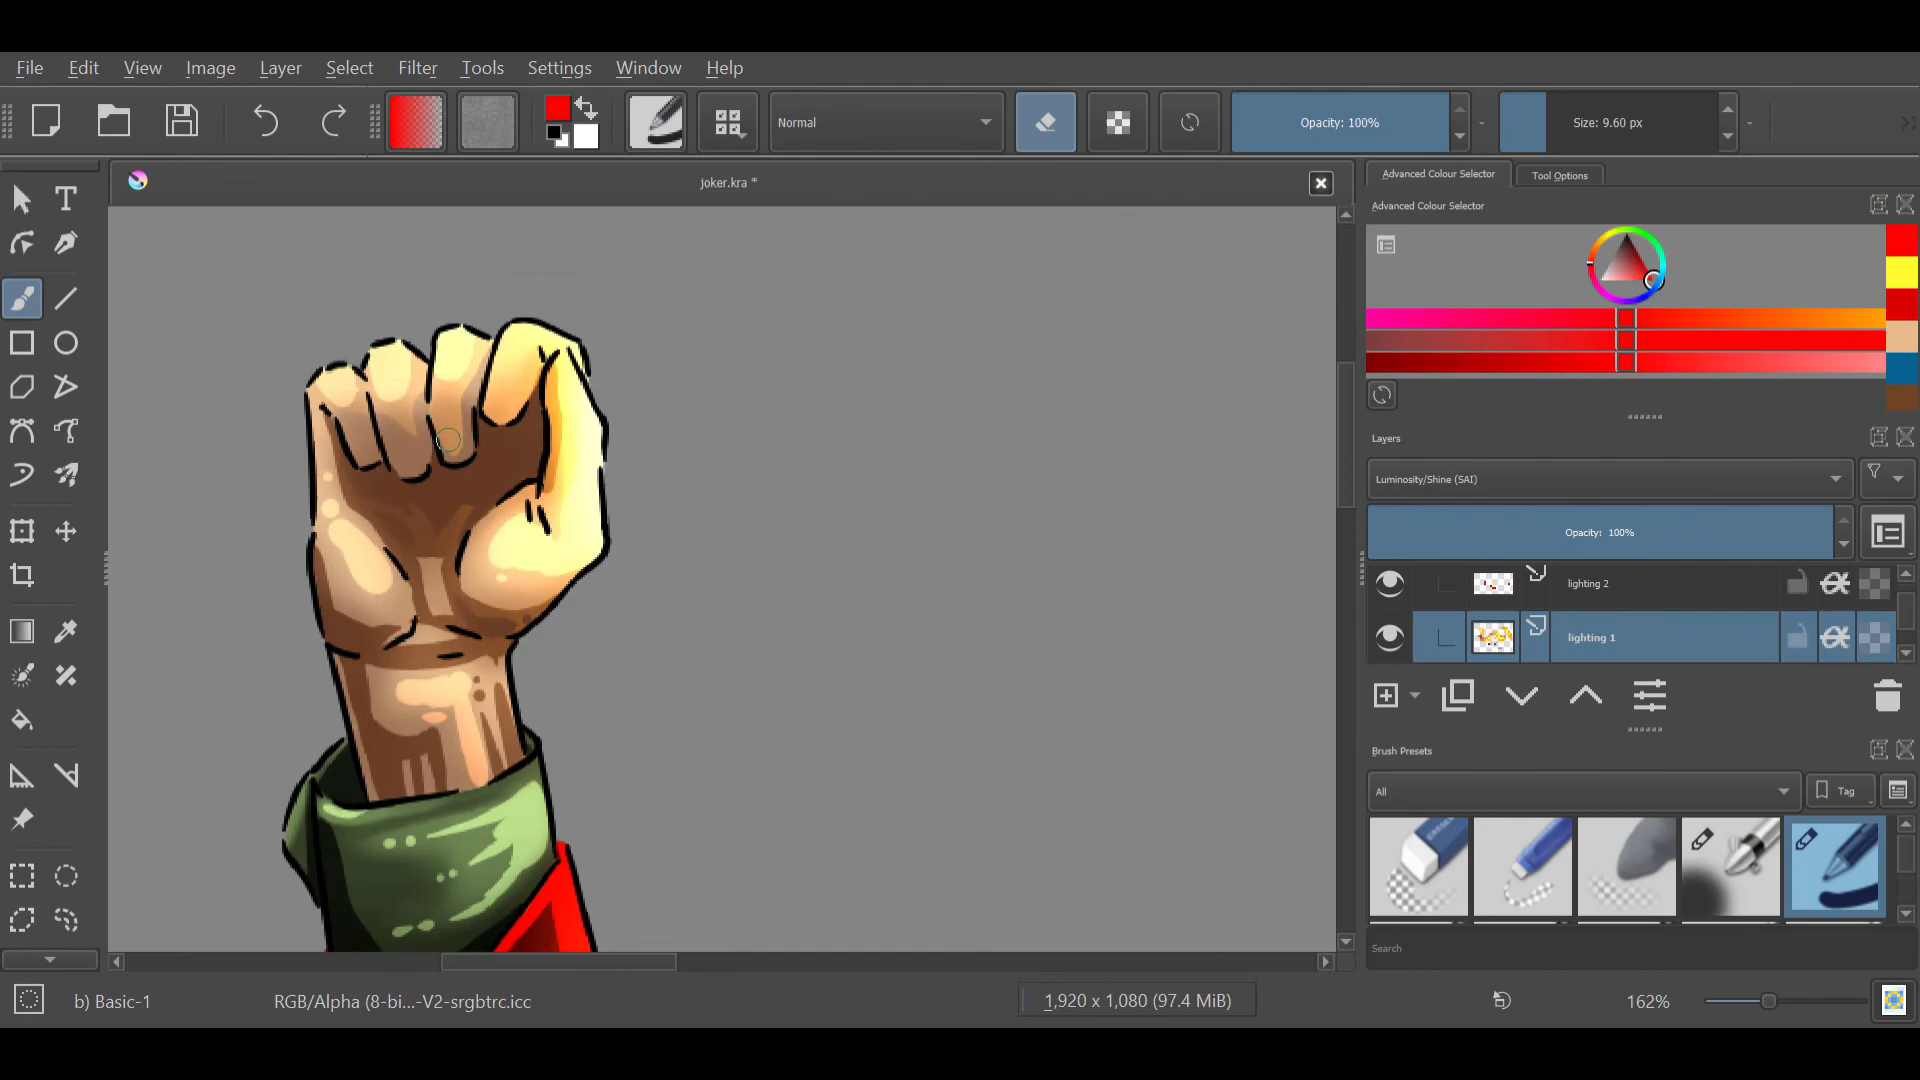 File Edit View Image Layer Select Filter Tools Settings Window Help
Normal Opacity: 100% Size: 9.60 px
joker.kra *
Advanced Colour Selector Tool Options
Advanced Colour Selector
Layers
Luminosity/Shine (SAI)
Opacity: 100%
lighting 2
lighting 1
Brush Presets
All Tag
Search
b) Basic-1 RGB/Alpha (8-bi...-V2-srgbtrc.icc 1,920 x 1,080 (97.4 MiB) 162%